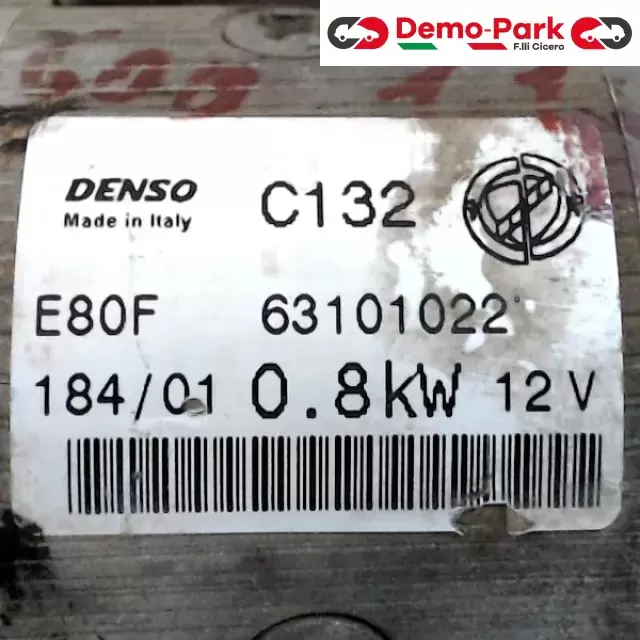 Demo-Park
F.lli Cicero
DENSO C132
Made in Italy
E80F 63101022
184/01 0.8kW 12V